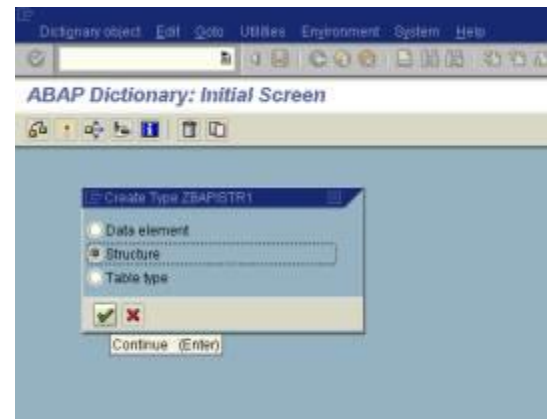 Dictionary object Edit Goto Utilities Environment System Help
ABAP Dictionary: Initial Screen
Create Type ZBAPISTR1
Data element
Structure
Table type
Continue (Enter)